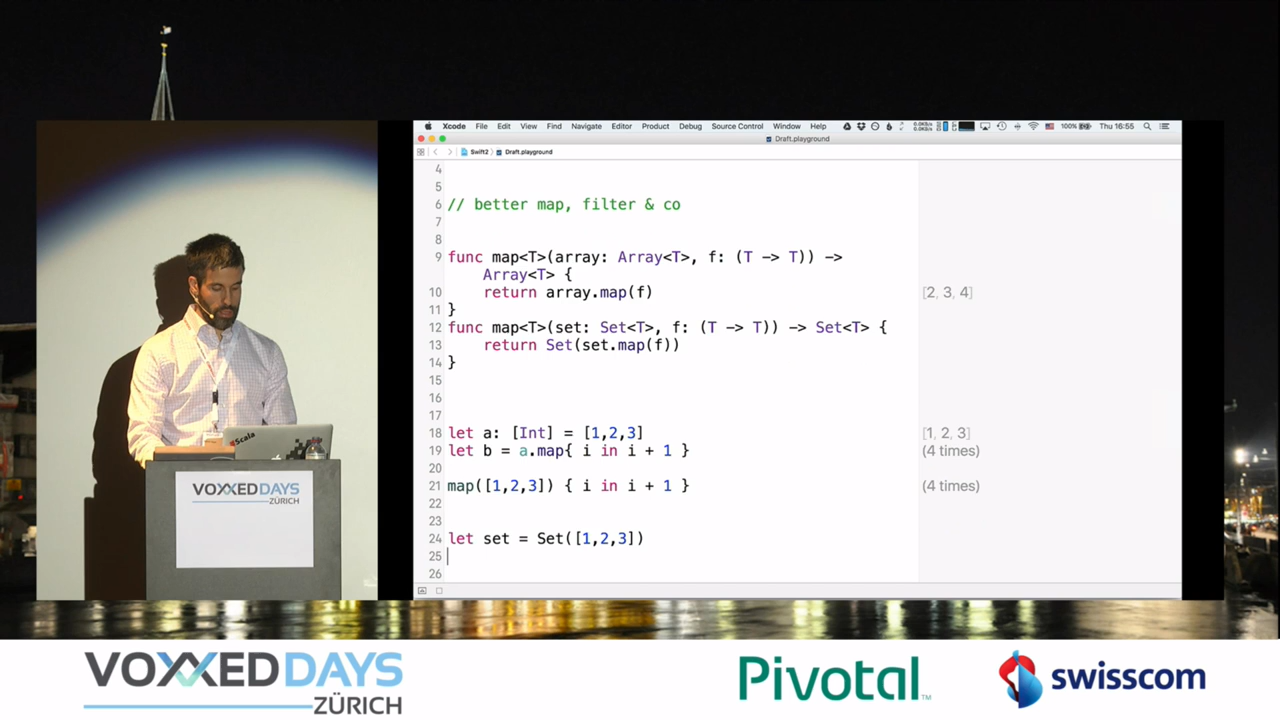 Xcode File Edit View Find Navigate Editor Product Debug Source Control Window Help 100% Thu 16:55
Draft.playground
Swift2 Draft.playground
4
5
6 // better map, filter & co
7
8
9 func map<T>(array: Array<T>, f: (T -> T)) ->
Array<T> {
10 return array.map(f) [2, 3, 4]
11 }
12 func map<T>(set: Set<T>, f: (T -> T)) -> Set<T> {
13 return Set(set.map(f))
14 }
15
16
17
18 let a: [Int] = [1,2,3] [1, 2, 3]
19 let b = a.map{ i in i + 1 } (4 times)
20
21 map([1,2,3]) { i in i + 1 } (4 times)
22
23
24 let set = Set([1,2,3])
25
26
Scala
VOXXED DAYS
ZÜRICH
VOXXED DAYS
ZÜRICH
Pivotal™
swisscom